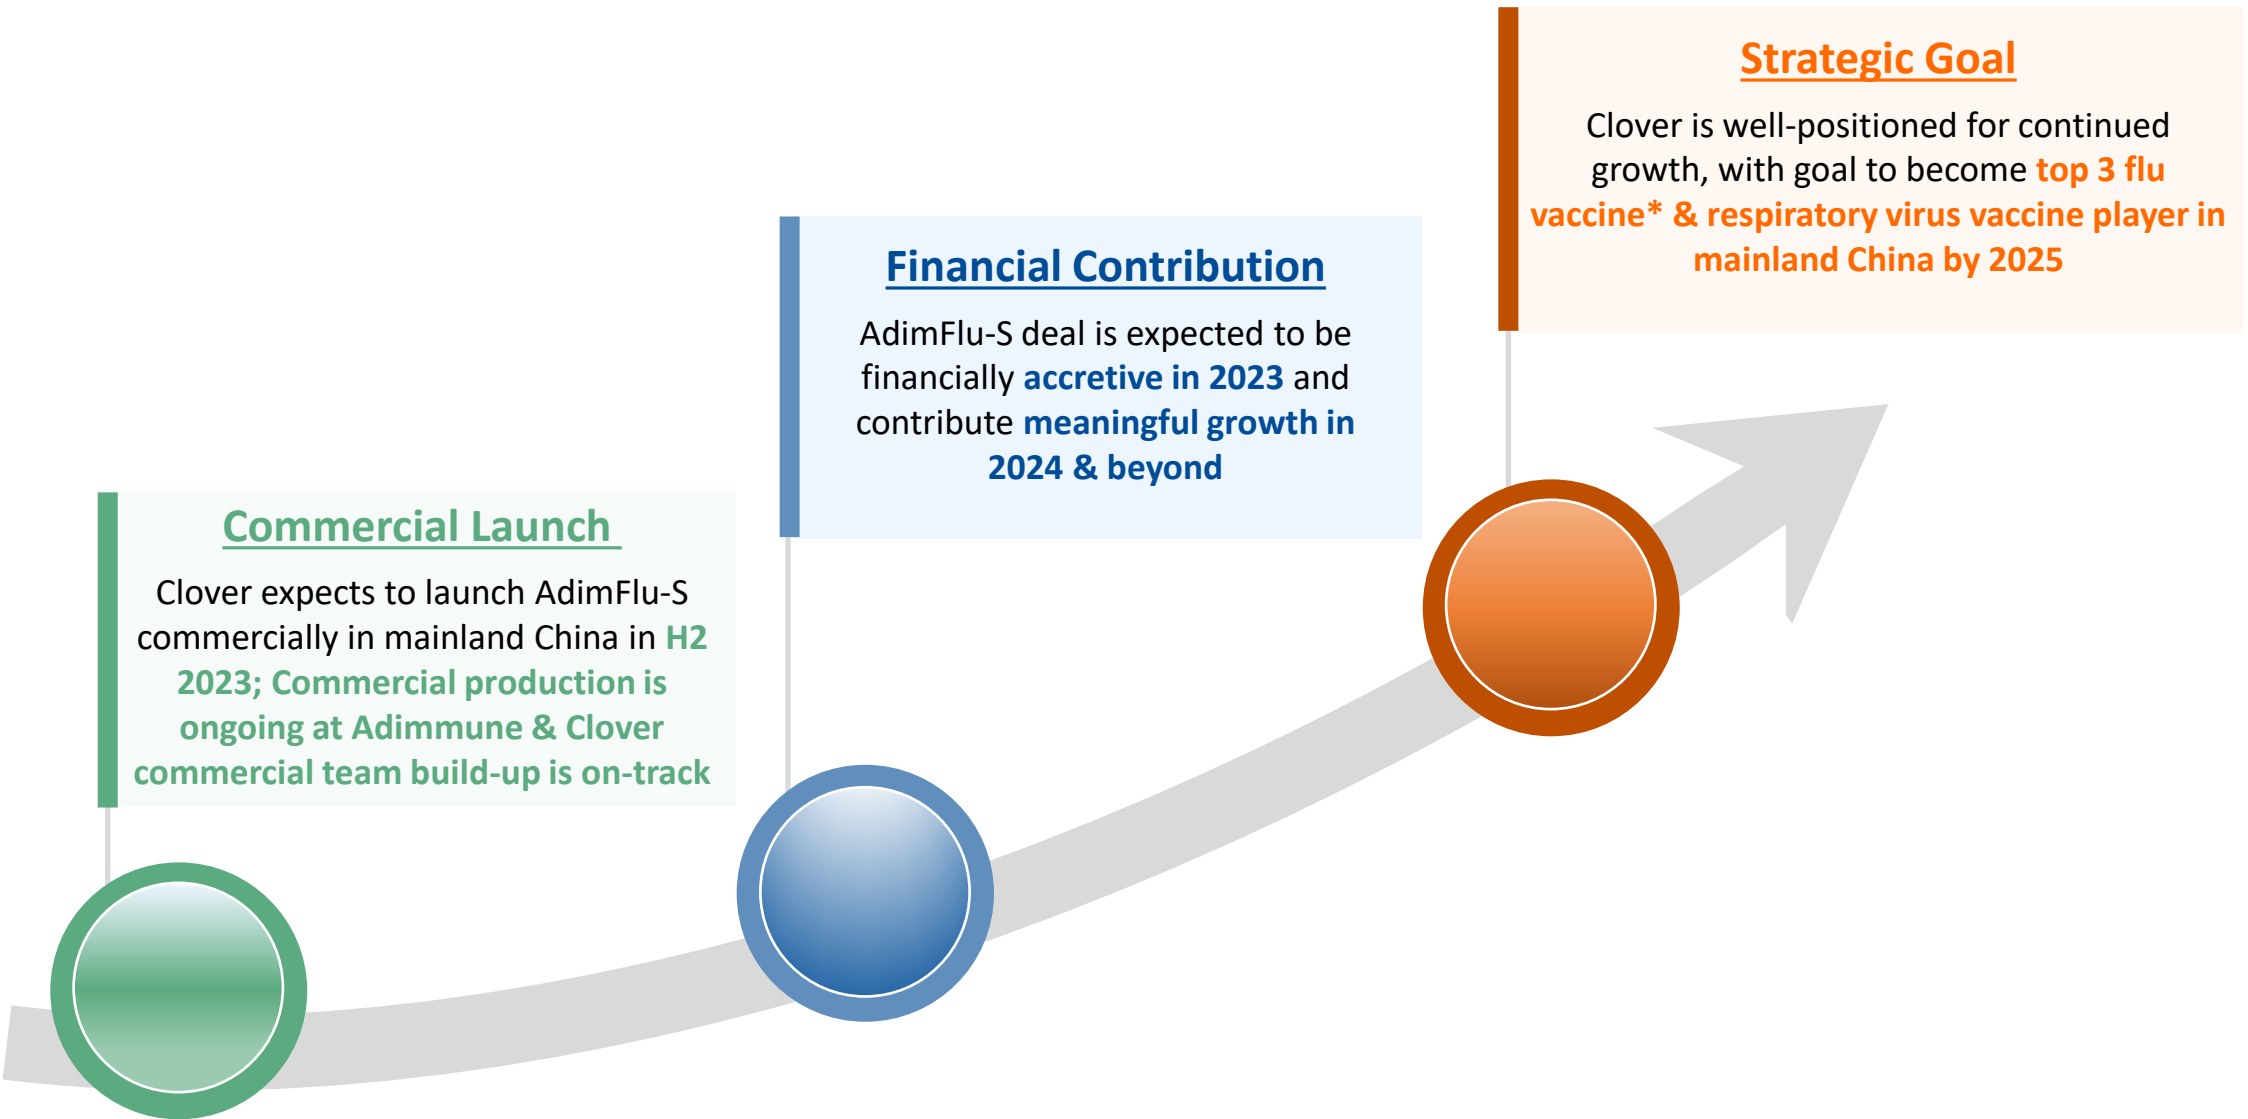 Strategic Goal
Clover is well-positioned for continued
growth, with goal to become top 3 flu
vaccine* & respiratory virus vaccine player in
mainland China by 2025
Financial Contribution
AdimFlu-S deal is expected to be
financially accretive in 2023 and
contribute meaningful growth in
2024 & beyond
Commercial Launch
Clover expects to launch AdimFlu-S
commercially in mainland China in H2
2023; Commercial production is
ongoing at Adimmune & Clover
commercial team build-up is on-track